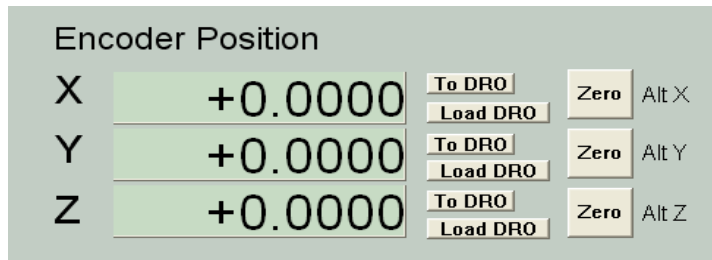 Encoder Position
X +0.0000 To DRO Load DRO Zero Alt X
Y +0.0000 To DRO Load DRO Zero Alt Y
Z +0.0000 To DRO Load DRO Zero Alt Z